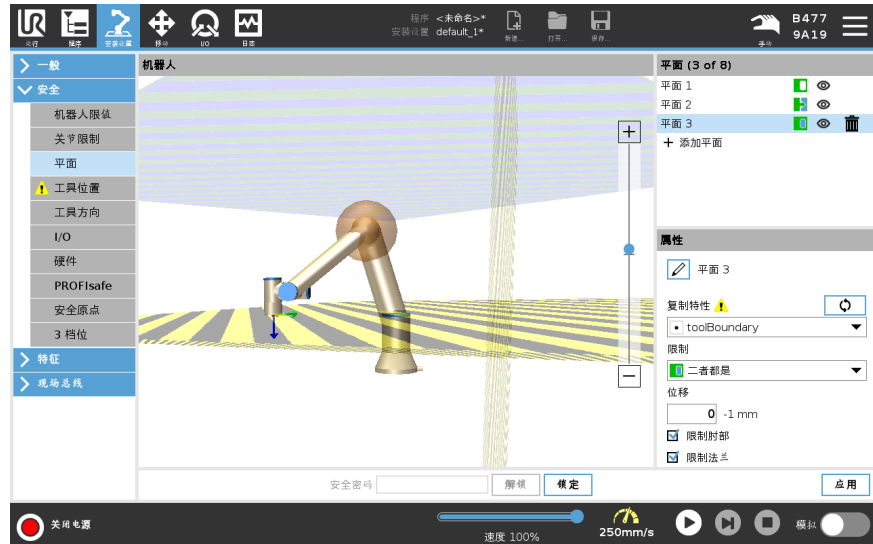 运行 程序 安装设置 移动 I/O 日志
程序 <未命名>*
安装设置 default_1*
新建... 打开... 保存...
手动
B477
9A19
一般
安全
机器人限值
关节限制
平面
工具位置
工具方向
I/O
硬件
PROFIsafe
安全原点
3 档位
特征
现场总线
机器人
平面 (3 of 8)
平面 1
平面 2
平面 3
添加平面
属性
平面 3
复制特性
toolBoundary
限制
二者都是
位移
0 -1 mm
限制肘部
限制法兰
安全密码 解锁 锁定 应用
关闭电源
速度 100%
250mm/s
模拟